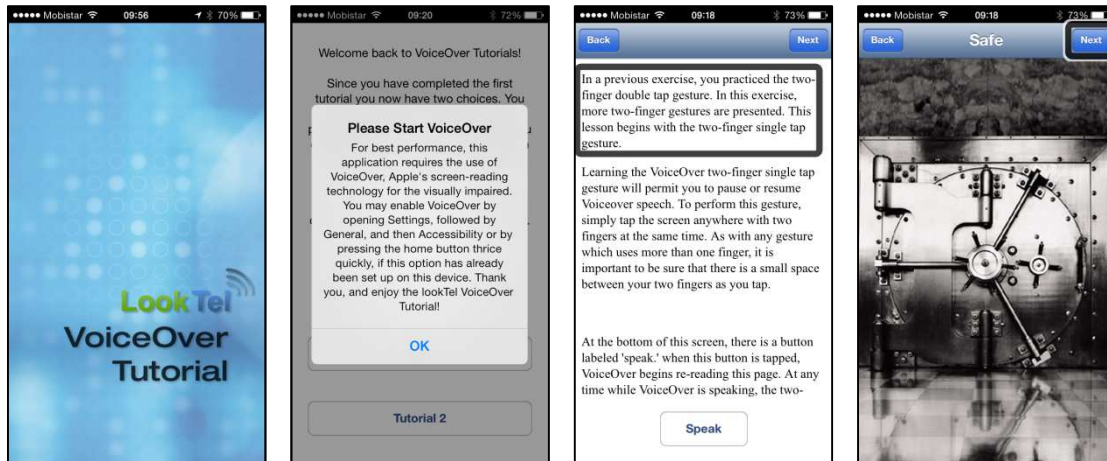 Mobistar 09:56 70%
LookTel
VoiceOver
Tutorial
Mobistar 09:20 72%
Welcome back to VoiceOver Tutorials!
Since you have completed the first
tutorial you now have two choices. You
Please Start VoiceOver
For best performance, this
application requires the use of
VoiceOver, Apple's screen-reading
technology for the visually impaired.
You may enable VoiceOver by
opening Settings, followed by
General, and then Accessibility or by
pressing the home button thrice
quickly, if this option has already
been set up on this device. Thank
you, and enjoy the lookTel VoiceOver
Tutorial!
OK
Tutorial 2
Mobistar 09:18 73%
Back Next
In a previous exercise, you practiced the two-
finger double tap gesture. In this exercise,
more two-finger gestures are presented. This
lesson begins with the two-finger single tap
gesture.
Learning the VoiceOver two-finger single tap
gesture will permit you to pause or resume
Voiceover speech. To perform this gesture,
simply tap the screen anywhere with two
fingers at the same time. As with any gesture
which uses more than one finger, it is
important to be sure that there is a small space
between your two fingers as you tap.
At the bottom of this screen, there is a button
labeled 'speak.' when this button is tapped,
VoiceOver begins re-reading this page. At any
time while VoiceOver is speaking, the two-
Speak
Mobistar 09:18 73%
Back Safe Next